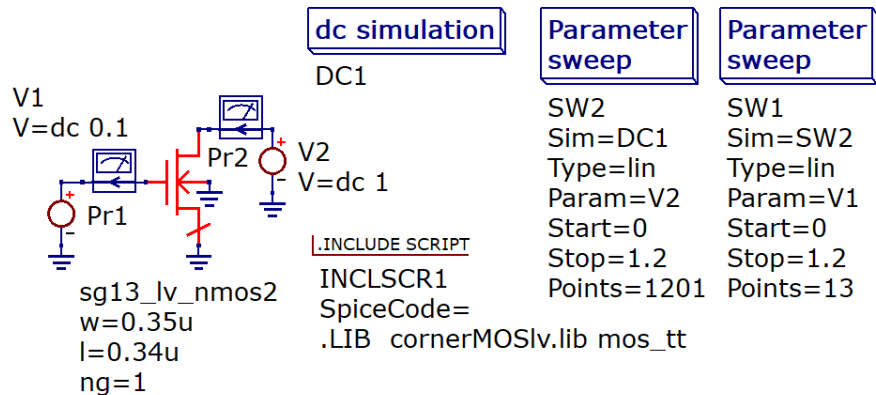 dc simulation
DC1
Parameter
sweep
SW2
Sim=DC1
Type=lin
Param=V2
Start=0
Stop=1.2
Points=1201
Parameter
sweep
SW1
Sim=SW2
Type=lin
Param=V1
Start=0
Stop=1.2
Points=13
V1
V=dc 0.1
+
-
Pr1
Pr2
+
-
V2
V=dc 1
.INCLUDE SCRIPT
INCLSCR1
SpiceCode=
.LIB cornerMOSlv.lib mos_tt
sg13_lv_nmos2
w=0.35u
l=0.34u
ng=1